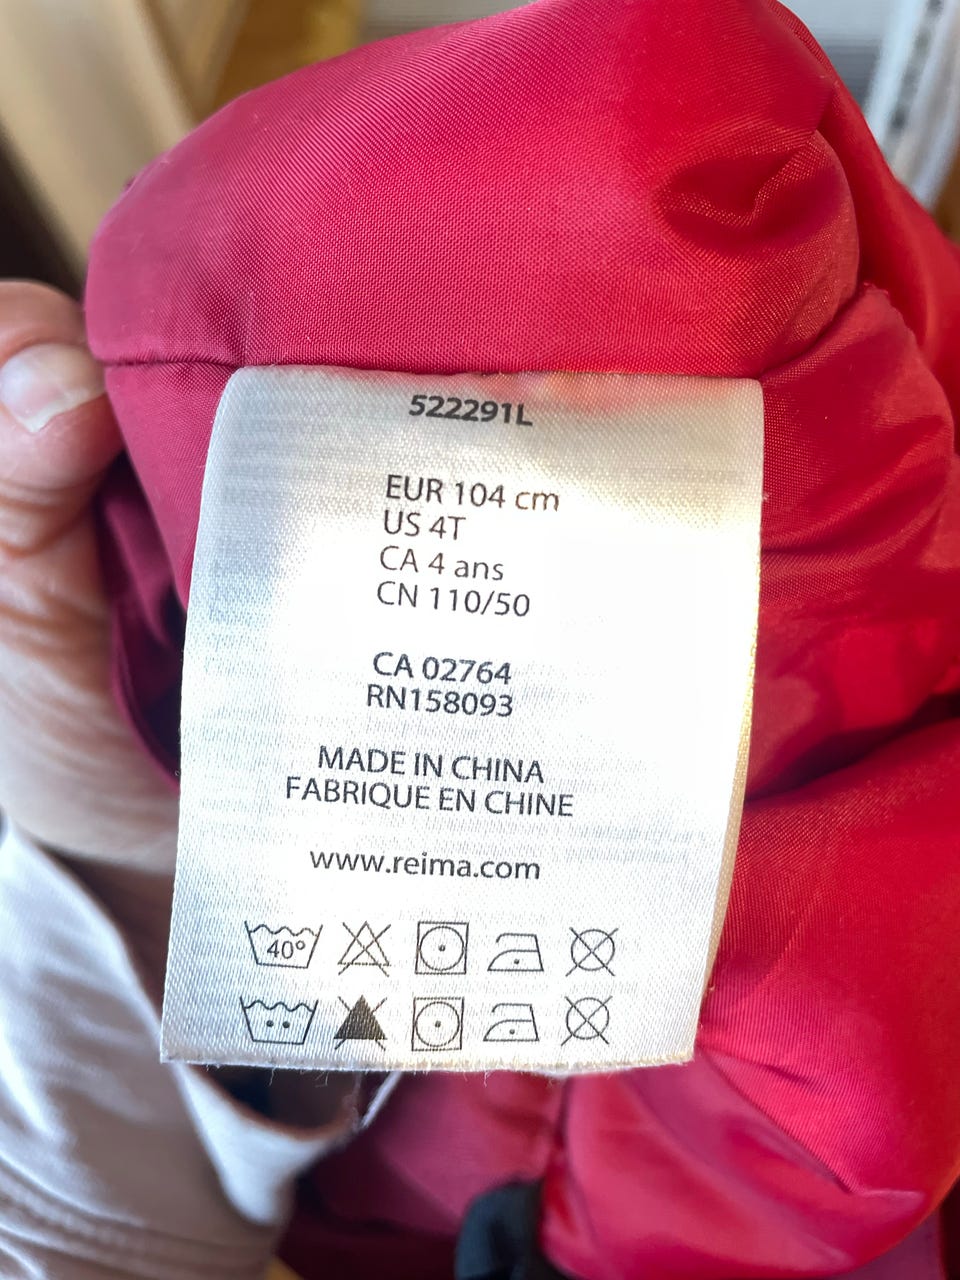 522291L
EUR 104 cm
US 4T
CA 4 ans
CN 110/50
CA 02764
RN158093
MADE IN CHINA
FABRIQUE EN CHINE
www.reima.com
40°